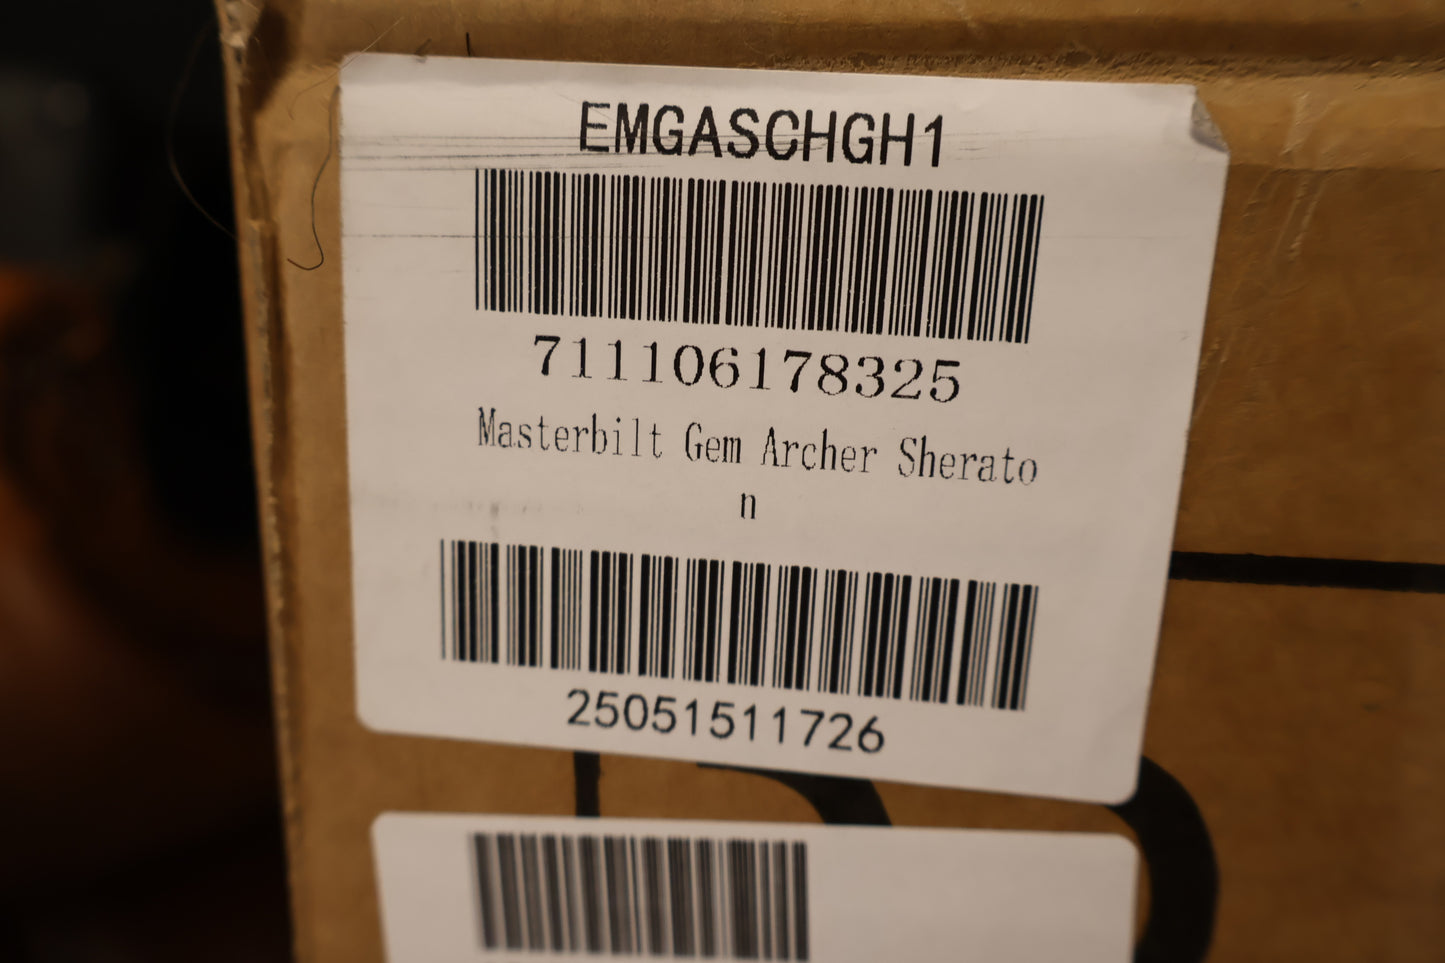 EMGASCHGH1
711106178325
Masterbilt Gem Archer Sherato
n
25051511726